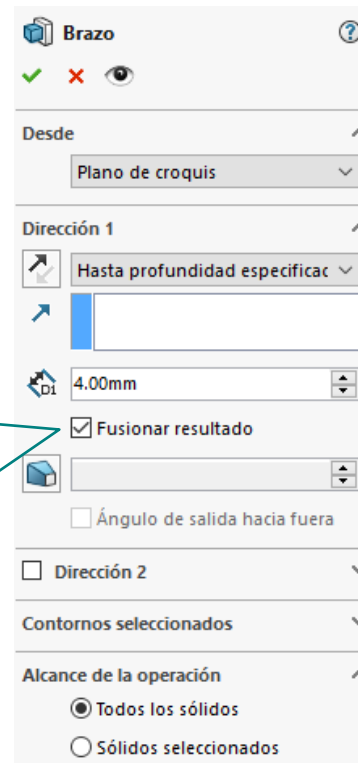 Brazo
Desde
Plano de croquis
Dirección 1
Hasta profundidad especificac
D1 4.00mm
Fusionar resultado
Ángulo de salida hacia fuera
Dirección 2
Contornos seleccionados
Alcance de la operación
Todos los sólidos
Sólidos seleccionados